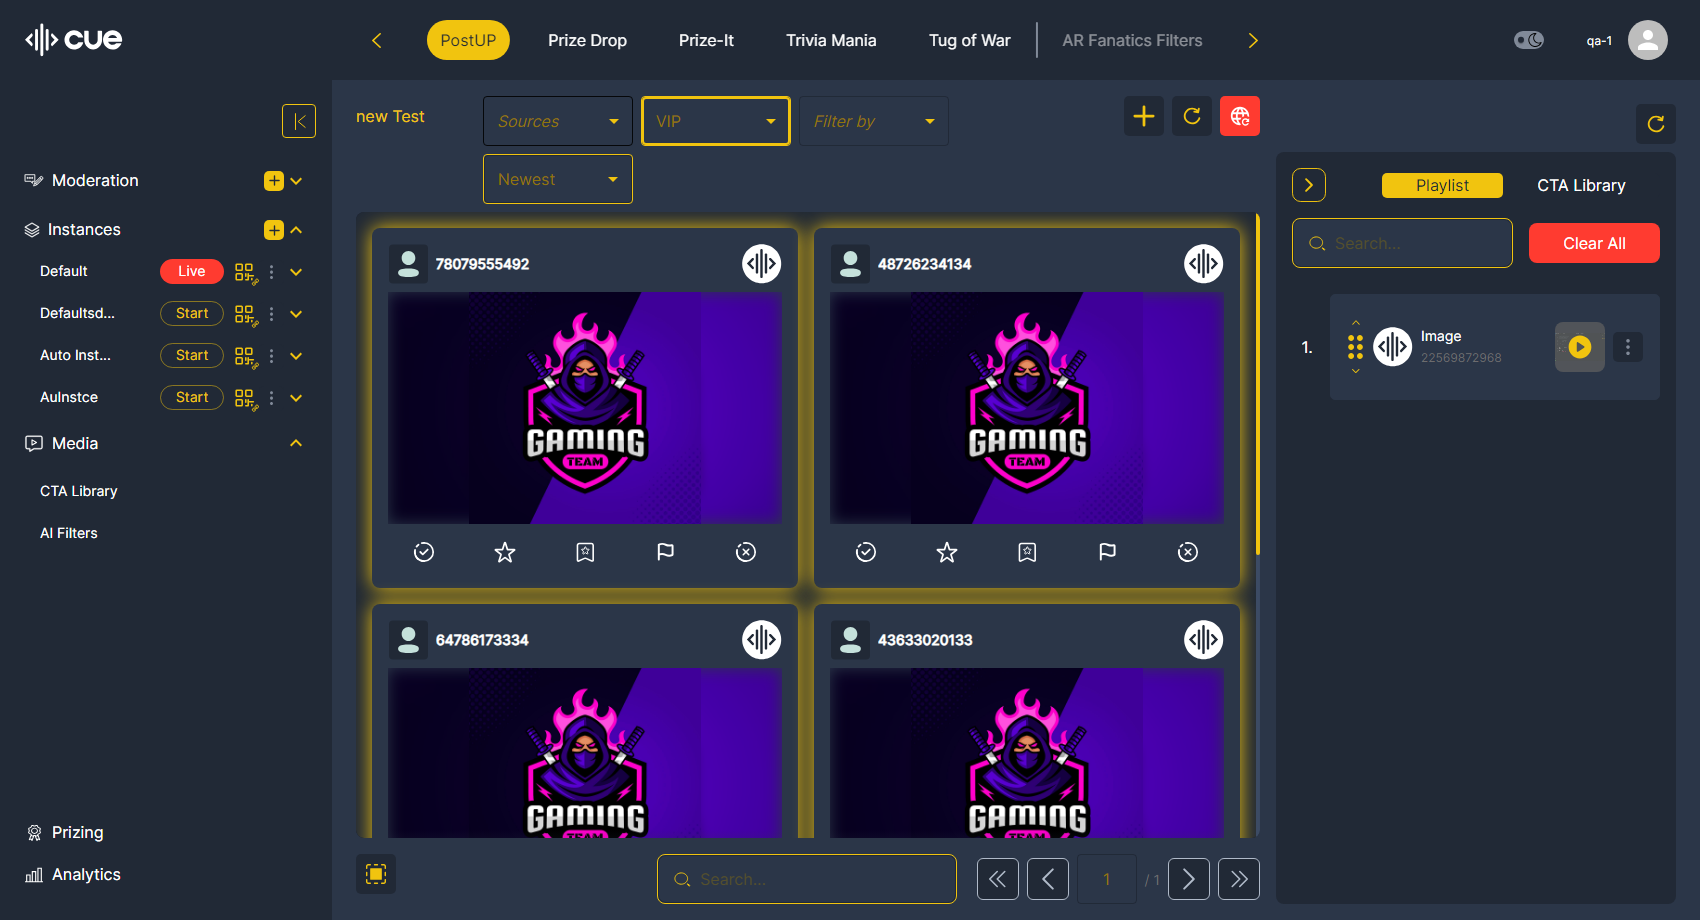 cue
PostUP
Prize Drop
Prize-It
Trivia Mania
Tug of War
AR Fanatics Filters
qa-1
Moderation
Instances
Default
Live
Defaultsd...
Start
Auto Inst...
Start
AuInstce
Start
Media
CTA Library
AI Filters
Prizing
Analytics
new Test
Sources
VIP
Filter by
Newest
78079555492
GAMING
TEAM
48726234134
GAMING
TEAM
64786173334
GAMING
TEAM
43633020133
GAMING
TEAM
Search...
1
/ 1
Playlist
CTA Library
Search...
Clear All
1.
Image
22569872968